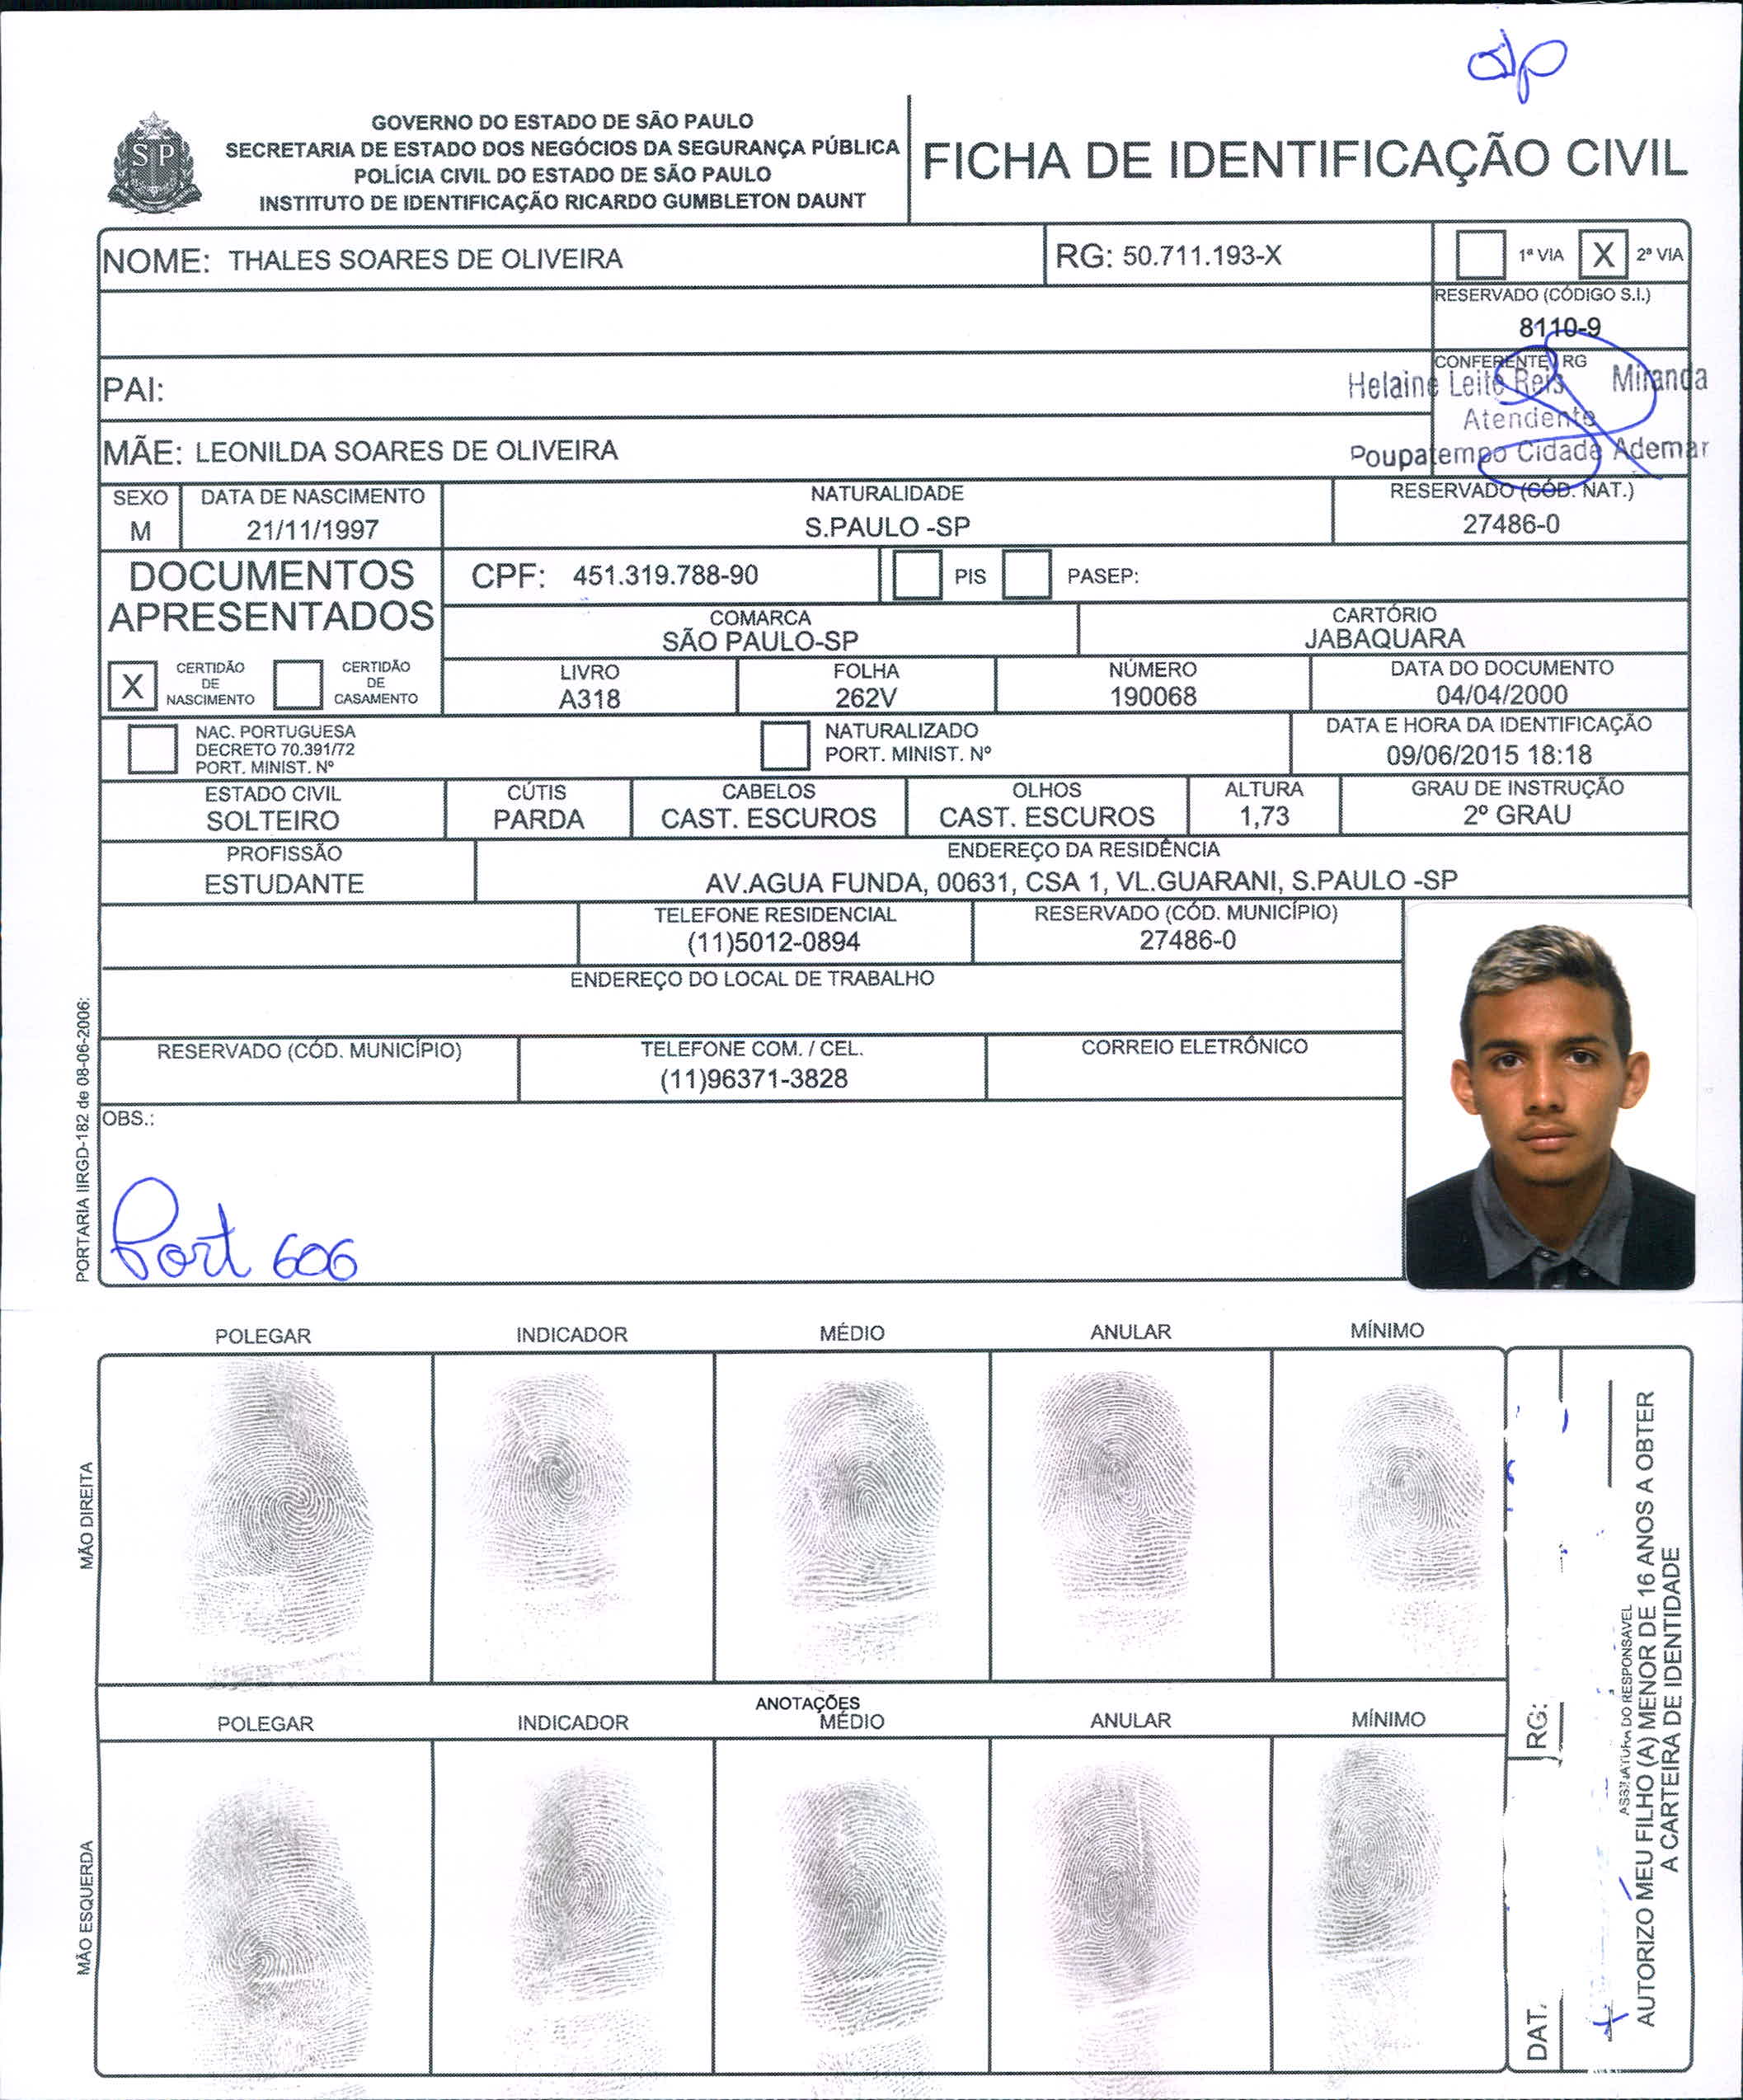 GOVERNO DO ESTADO DE SÃO PAULO
SECRETARIA DE ESTADO DOS NEGÓCIOS DA SEGURANÇA PÚBLICA
POLÍCIA CIVIL DO ESTADO DE SÃO PAULO
INSTITUTO DE IDENTIFICAÇÃO RICARDO GUMBLETON DAUNT
FICHA DE IDENTIFICAÇÃO CIVIL
NOME: THALES SOARES DE OLIVEIRA
RG: 50.711.193-X
1ª VIA X 2ª VIA
RESERVADO (CÓDIGO S.I.)
8110-9
CONFERENTE/RG
PAI:
Helaine Leite Reis Miranda
Atendente
Poupatempo Cidade Ademar
MÃE: LEONILDA SOARES DE OLIVEIRA
SEXO
M
DATA DE NASCIMENTO
21/11/1997
NATURALIDADE
S.PAULO -SP
RESERVADO (CÓD. NAT.)
27486-0
DOCUMENTOS
APRESENTADOS
CPF: 451.319.788-90
PIS
PASEP:
COMARCA
SÃO PAULO-SP
CARTÓRIO
JABAQUARA
X CERTIDÃO
DE
NASCIMENTO
CERTIDÃO
DE
CASAMENTO
LIVRO
A318
FOLHA
262V
NÚMERO
190068
DATA DO DOCUMENTO
04/04/2000
NAC. PORTUGUESA
DECRETO 70.391/72
PORT. MINIST. Nº
NATURALIZADO
PORT. MINIST. Nº
DATA E HORA DA IDENTIFICAÇÃO
09/06/2015 18:18
ESTADO CIVIL
SOLTEIRO
CÚTIS
PARDA
CABELOS
CAST. ESCUROS
OLHOS
CAST. ESCUROS
ALTURA
1,73
GRAU DE INSTRUÇÃO
2º GRAU
PROFISSÃO
ESTUDANTE
ENDEREÇO DA RESIDÊNCIA
AV.AGUA FUNDA, 00631, CSA 1, VL.GUARANI, S.PAULO -SP
TELEFONE RESIDENCIAL
(11)5012-0894
RESERVADO (CÓD. MUNICÍPIO)
27486-0
ENDEREÇO DO LOCAL DE TRABALHO
RESERVADO (CÓD. MUNICÍPIO)
TELEFONE COM. / CEL.
(11)96371-3828
CORREIO ELETRÔNICO
OBS.:
Port 606
PORTARIA IIRGD-182 de 08-06-2006:
POLEGAR INDICADOR MÉDIO ANULAR MÍNIMO
MÃO DIREITA
ANOTAÇÕES
POLEGAR INDICADOR MÉDIO ANULAR MÍNIMO
MÃO ESQUERDA
RG:
DAT.
ASSINATURA DO RESPONSÁVEL
AUTORIZO MEU FILHO (A) MENOR DE 16 ANOS A OBTER
A CARTEIRA DE IDENTIDADE